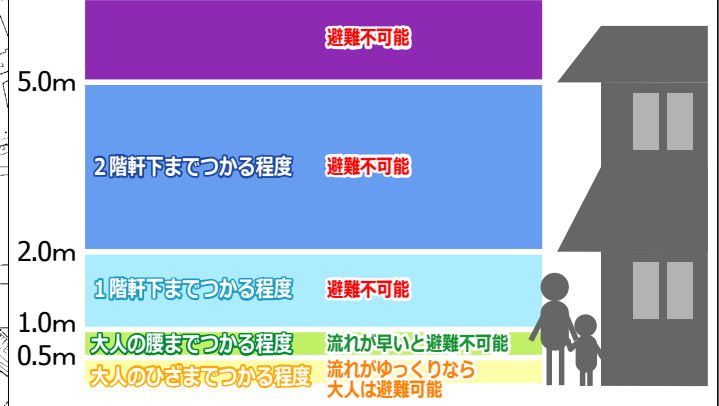 避難不可能
5.0m
2階軒下までつかる程度 避難不可能
2.0m
1階軒下までつかる程度 避難不可能
1.0m
大人の腰までつかる程度 流れが早いと避難不可能
0.5m
大人のひざまでつかる程度 流れがゆっくりなら
大人は避難可能